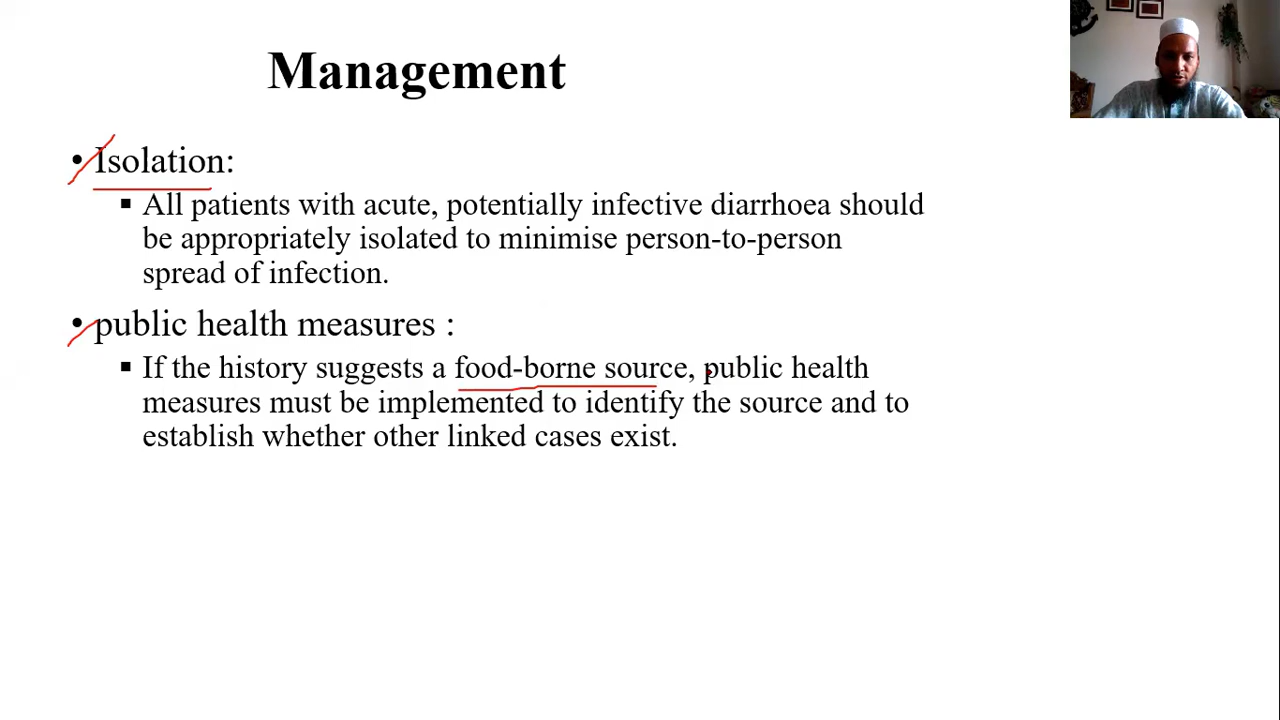 Management
• Isolation:
▪ All patients with acute, potentially infective diarrhoea should
be appropriately isolated to minimise person-to-person
spread of infection.
• public health measures :
▪ If the history suggests a food-borne source, public health
measures must be implemented to identify the source and to
establish whether other linked cases exist.